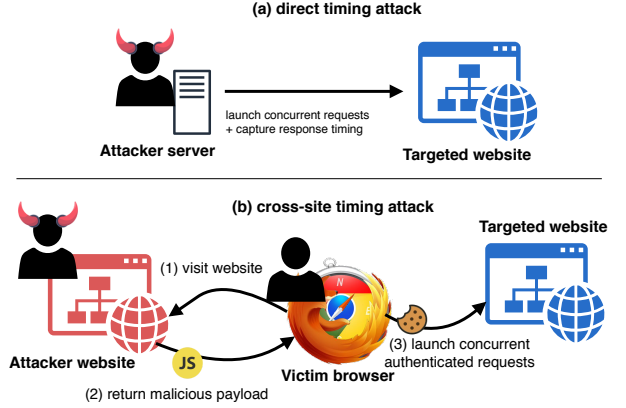 (a) direct timing attack
launch concurrent requests
+ capture response timing
Attacker server
Targeted website
(b) cross-site timing attack
Targeted website
(1) visit website
N
E
JS
Attacker website
(2) return malicious payload
Victim browser
(3) launch concurrent
authenticated requests